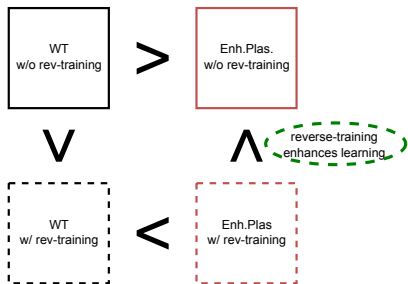 WT
w/o rev-training
>
Enh.Plas.
w/o rev-training
>
<
reverse-training
enhances learning
WT
w/ rev-training
<
Enh.Plas
w/ rev-training